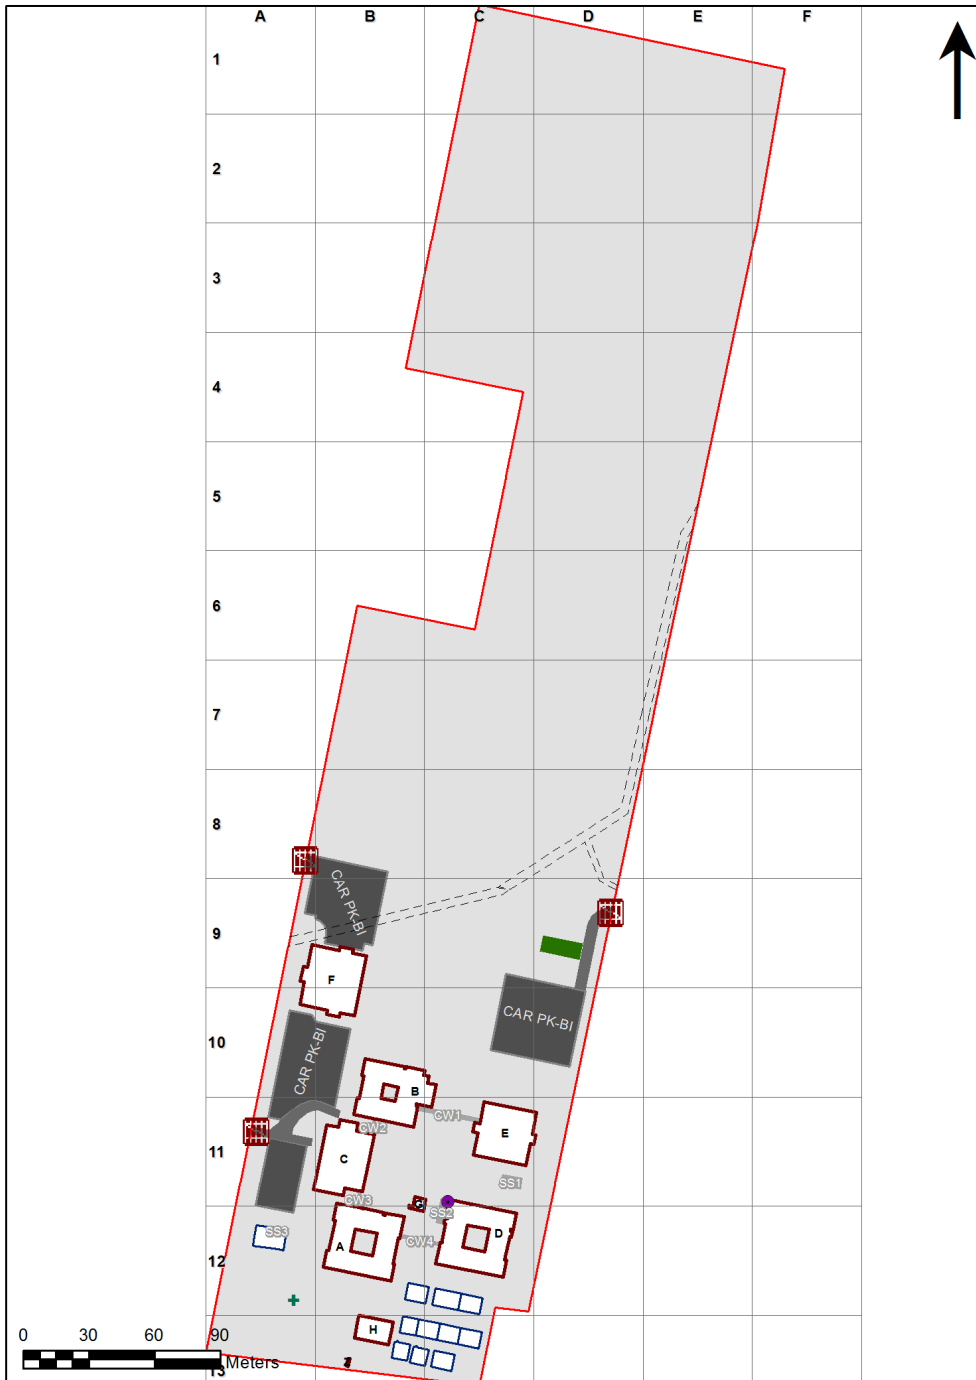 A B C D E F
1
2
3
4
5
6
7
8
CAR PK-BI
9
F
CAR PK-BI
10
CAR PK-BI
B
CW1
CW2
E
11
C
SS1
CW3
G
SS2
SS3
D
A
CW4
12
H
0 30 60 90
Meters
13